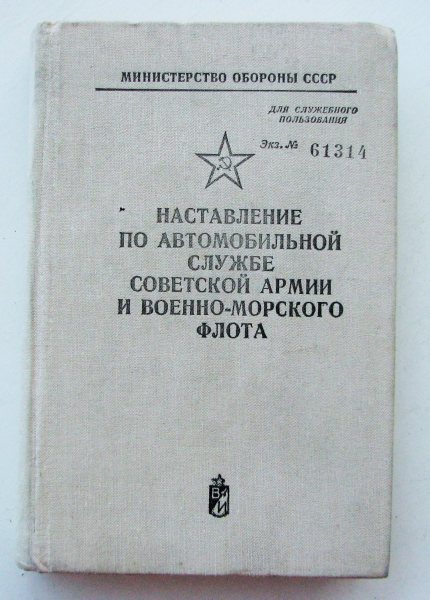 МИНИСТЕРСТВО ОБОРОНЫ СССР
ДЛЯ СЛУЖЕБНОГО
ПОЛЬЗОВАНИЯ
Экз. № 61314
НАСТАВЛЕНИЕ
ПО АВТОМОБИЛЬНОЙ
СЛУЖБЕ
СОВЕТСКОЙ АРМИИ
И ВОЕННО-МОРСКОГО
ФЛОТА
ВИ